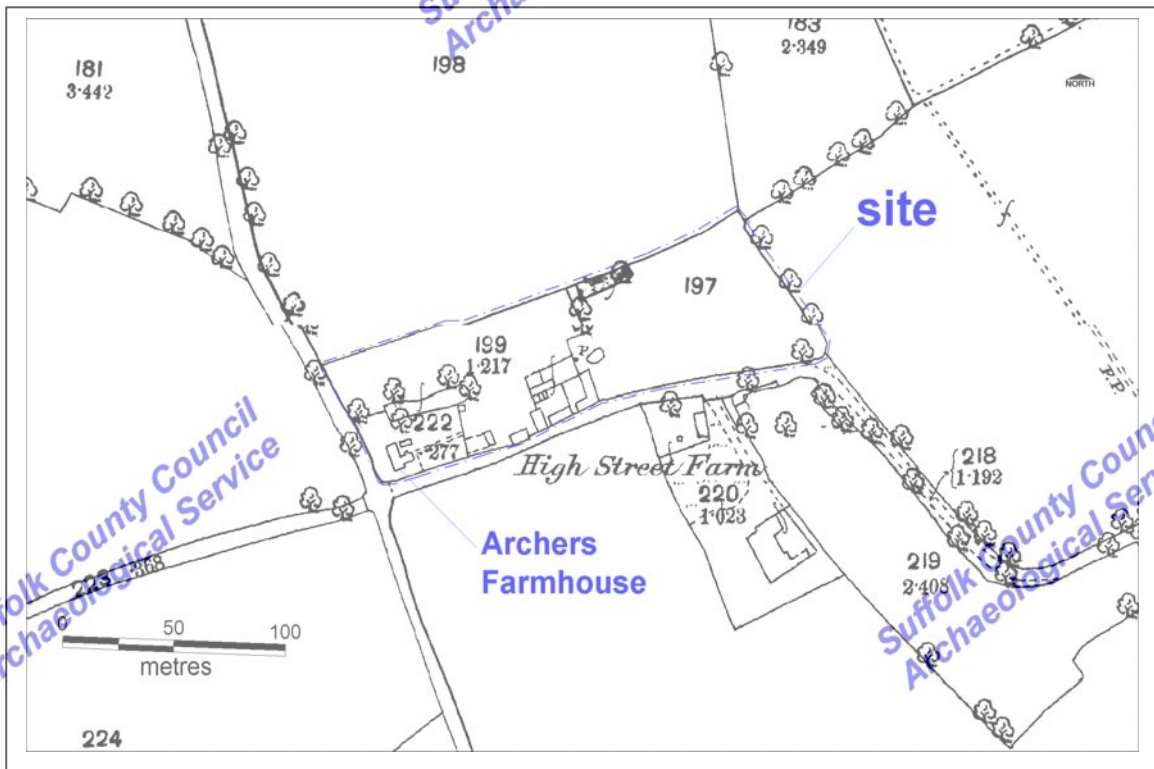 Suffolk County Council
Archaeological Service
183
2·349
181
3·442
198
NORTH
site
f
197
P
199
1·217
222
·277
High Street Farm
220
1·023
218
1·192
219
2·408
F.P.
Archers
Farmhouse
Suffolk County Council
Archaeological Service
223
·368
0
50
100
metres
Suffolk County Council
Archaeological Service
224